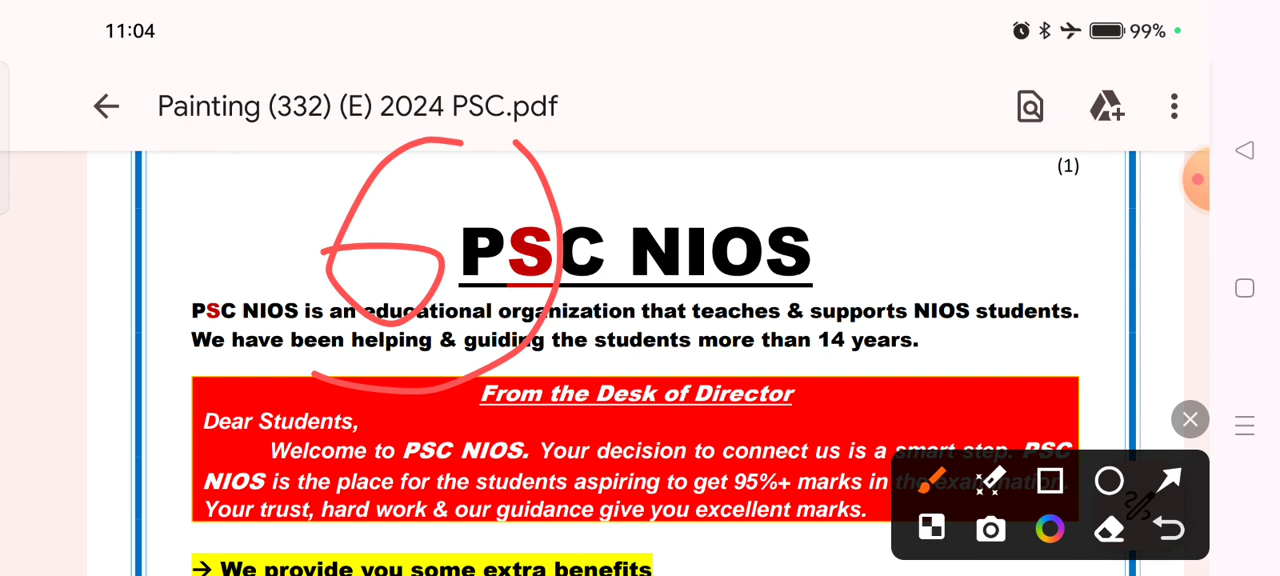 11:04
99%
Painting (332) (E) 2024 PSC.pdf
(1)
PSC NIOS
PSC NIOS is an educational organization that teaches & supports NIOS students.
We have been helping & guiding the students more than 14 years.
From the Desk of Director
Dear Students,
Welcome to PSC NIOS. Your decision to connect us is a smart step. PSC
NIOS is the place for the students aspiring to get 95%+ marks in the examination.
Your trust, hard work & our guidance give you excellent marks.
→ We provide you some extra benefits